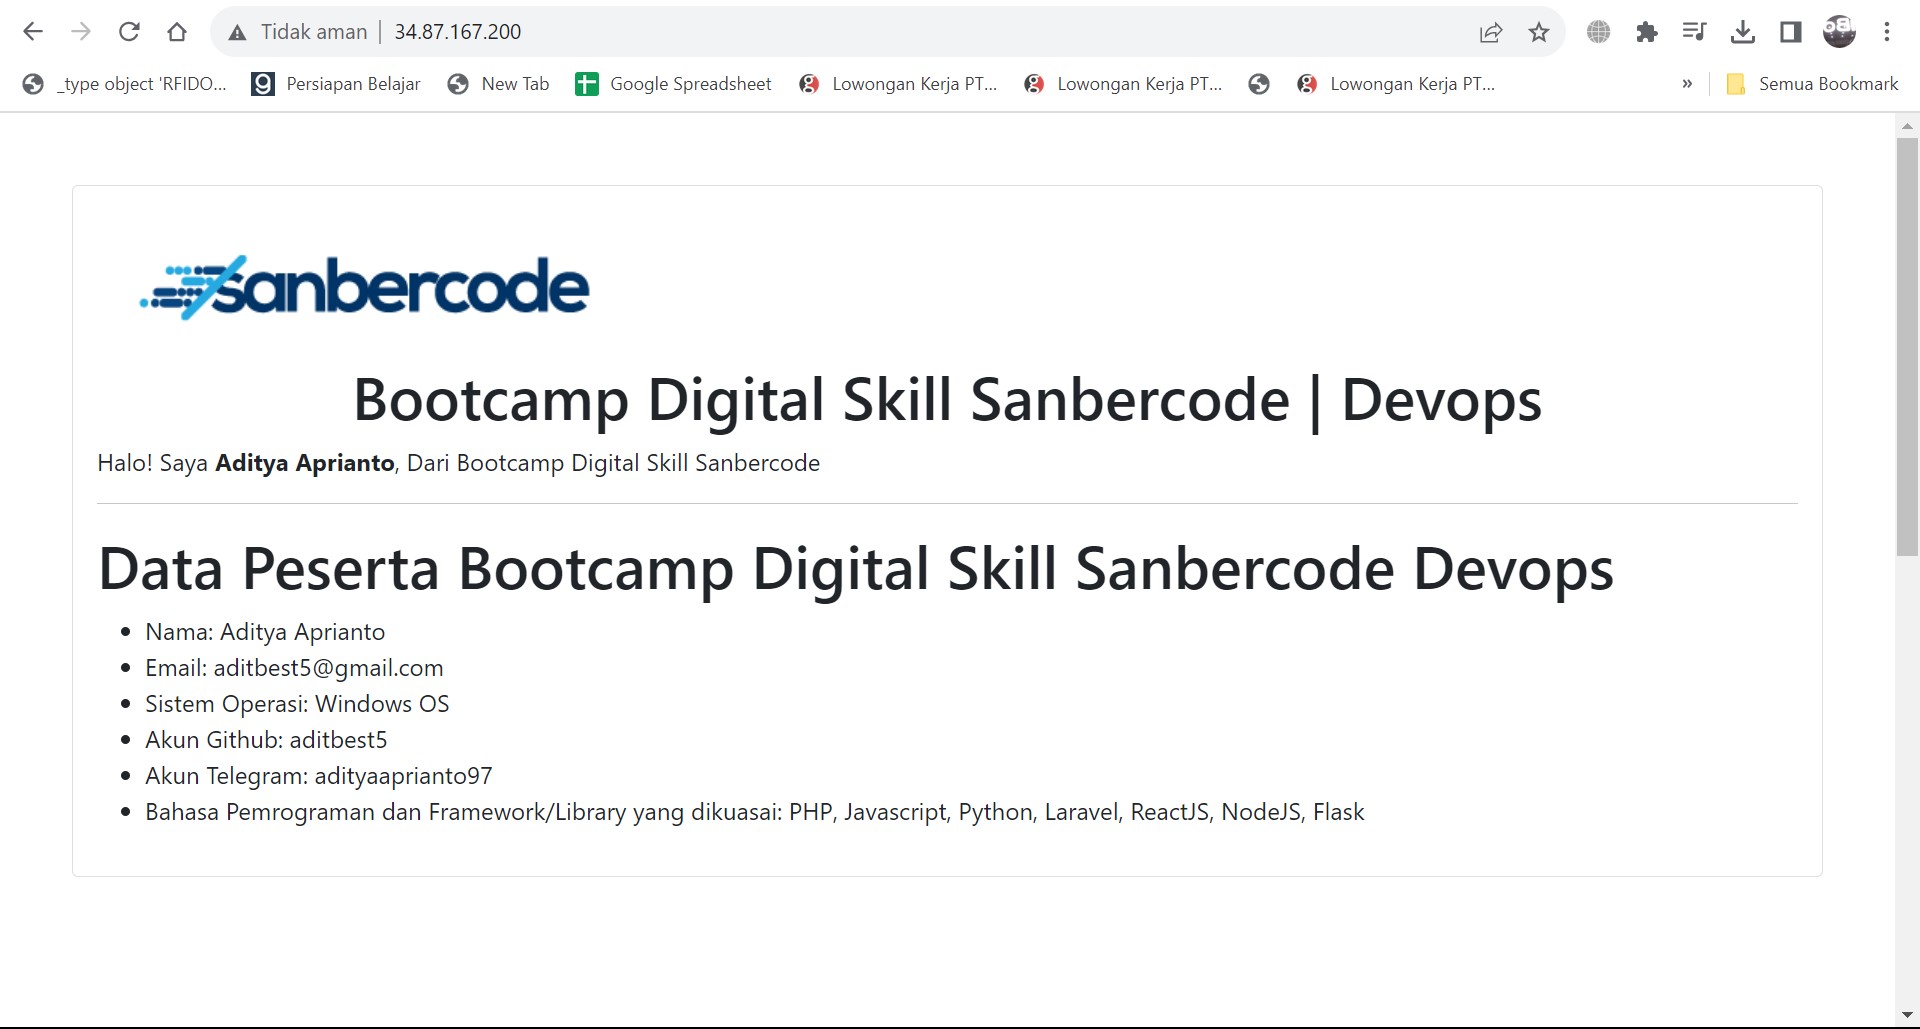 Tidak aman | 34.87.167.200
_type object 'RFIDO... Persiapan Belajar New Tab Google Spreadsheet Lowongan Kerja PT... Lowongan Kerja PT... Lowongan Kerja PT... » Semua Bookmark
sanbercode
Bootcamp Digital Skill Sanbercode | Devops
Halo! Saya Aditya Aprianto, Dari Bootcamp Digital Skill Sanbercode
Data Peserta Bootcamp Digital Skill Sanbercode Devops
• Nama: Aditya Aprianto
• Email: aditbest5@gmail.com
• Sistem Operasi: Windows OS
• Akun Github: aditbest5
• Akun Telegram: adityaaprianto97
• Bahasa Pemrograman dan Framework/Library yang dikuasai: PHP, Javascript, Python, Laravel, ReactJS, NodeJS, Flask